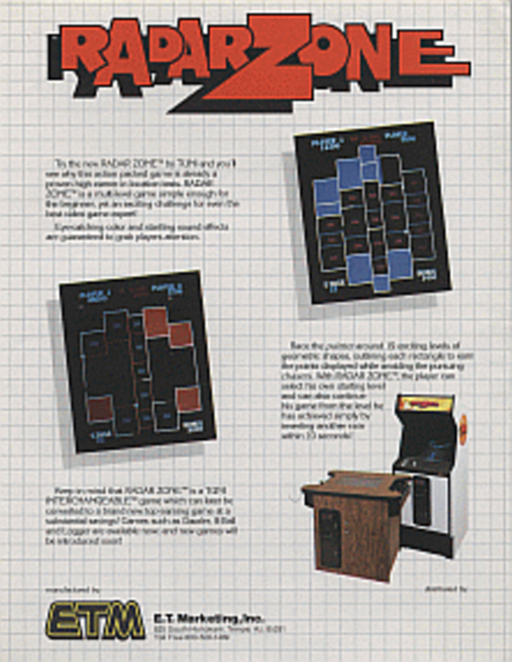 RADAR ZONE
Try the new RADAR ZONE™ by TUNI and you'll
see why this action packed game is already a
proven high earner in location tests. RADAR
ZONE™ is a multi-level game simple enough for
the beginner, yet an exciting challenge for even the
best video game expert!
Eye-catching color and startling sound effects
are guaranteed to grab players attention.
Race the pointer around 15 exciting levels of
geometric shapes, outlining each rectangle to earn
the points displayed while avoiding the pursuing
chasers. With RADAR ZONE™, the player can
select his own starting level
and can also continue
his game from the level he
has achieved simply by
inserting another coin
within 10 seconds!
Keep in mind that RADAR ZONE™ is a TUNI
INTERCHANGEABLE™ game which can later be
converted to a brand new top-earning game at a
substantial savings! Games such as Dazzler, 8 Ball
and Logger are available now, and new games will
be introduced soon!
manufactured by
distributed by
ETM
E.T. Marketing, Inc.